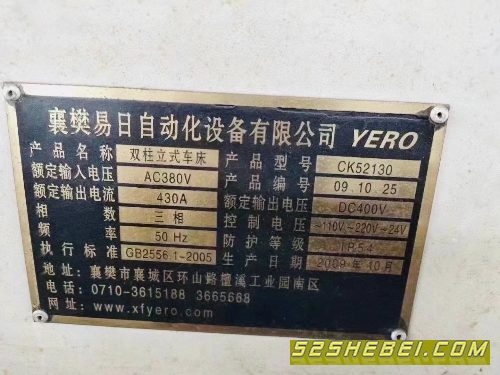 襄樊易日自动化设备有限公司 YERO
产品名称 双柱立式车床 产品型号 CK52130
额定输入电压 AC380V 产品编号 09.10.25
额定输出电流 430A 额定输出电压 DC400V
相数 三相 控制电压 ~110V~220V~24V
频率 50 Hz 防护等级 IP54
执行标准 GB2556.1-2005 生产日期 2009年10月
地址：襄樊市襄城区环山路檀溪工业园南区
电话：0710-3615188 3665668
网址：www.xfyero.com
52SHEBEI.COM